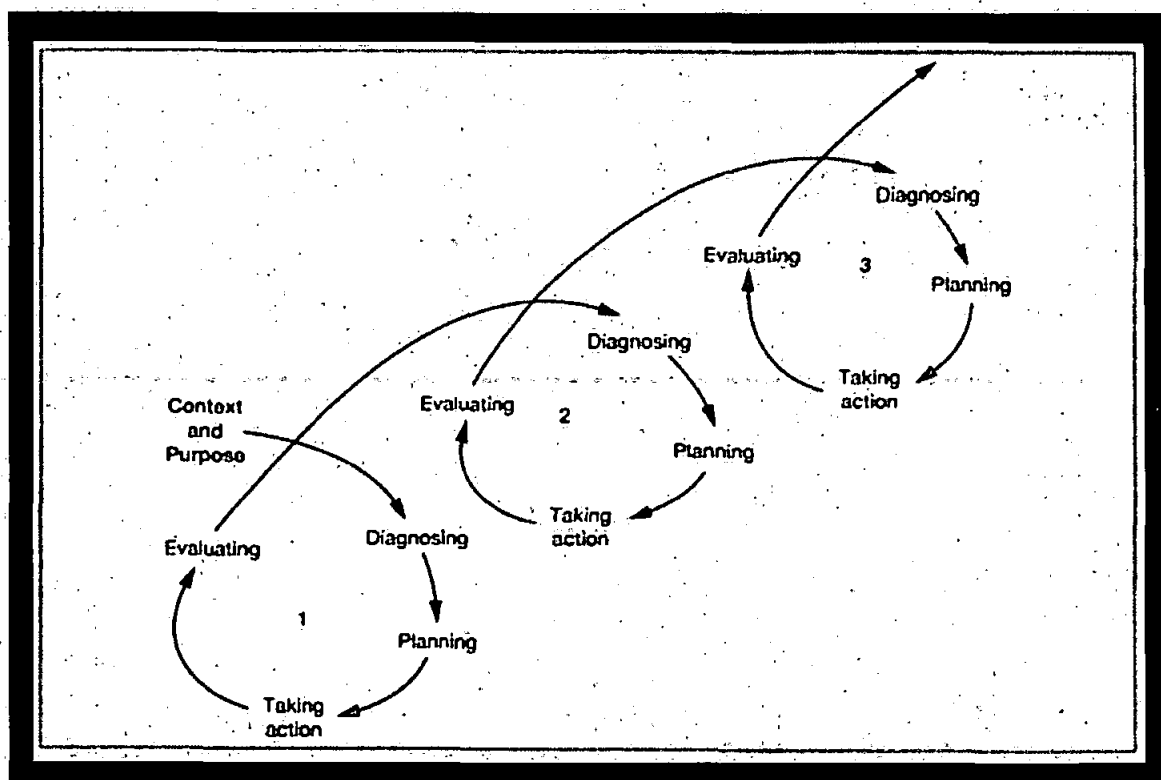 Diagnosing
Evaluating
3
Planning
Taking
action
Diagnosing
Evaluating
2
Planning
Taking
action
Context
and
Purpose
Diagnosing
Evaluating
1
Planning
Taking
action